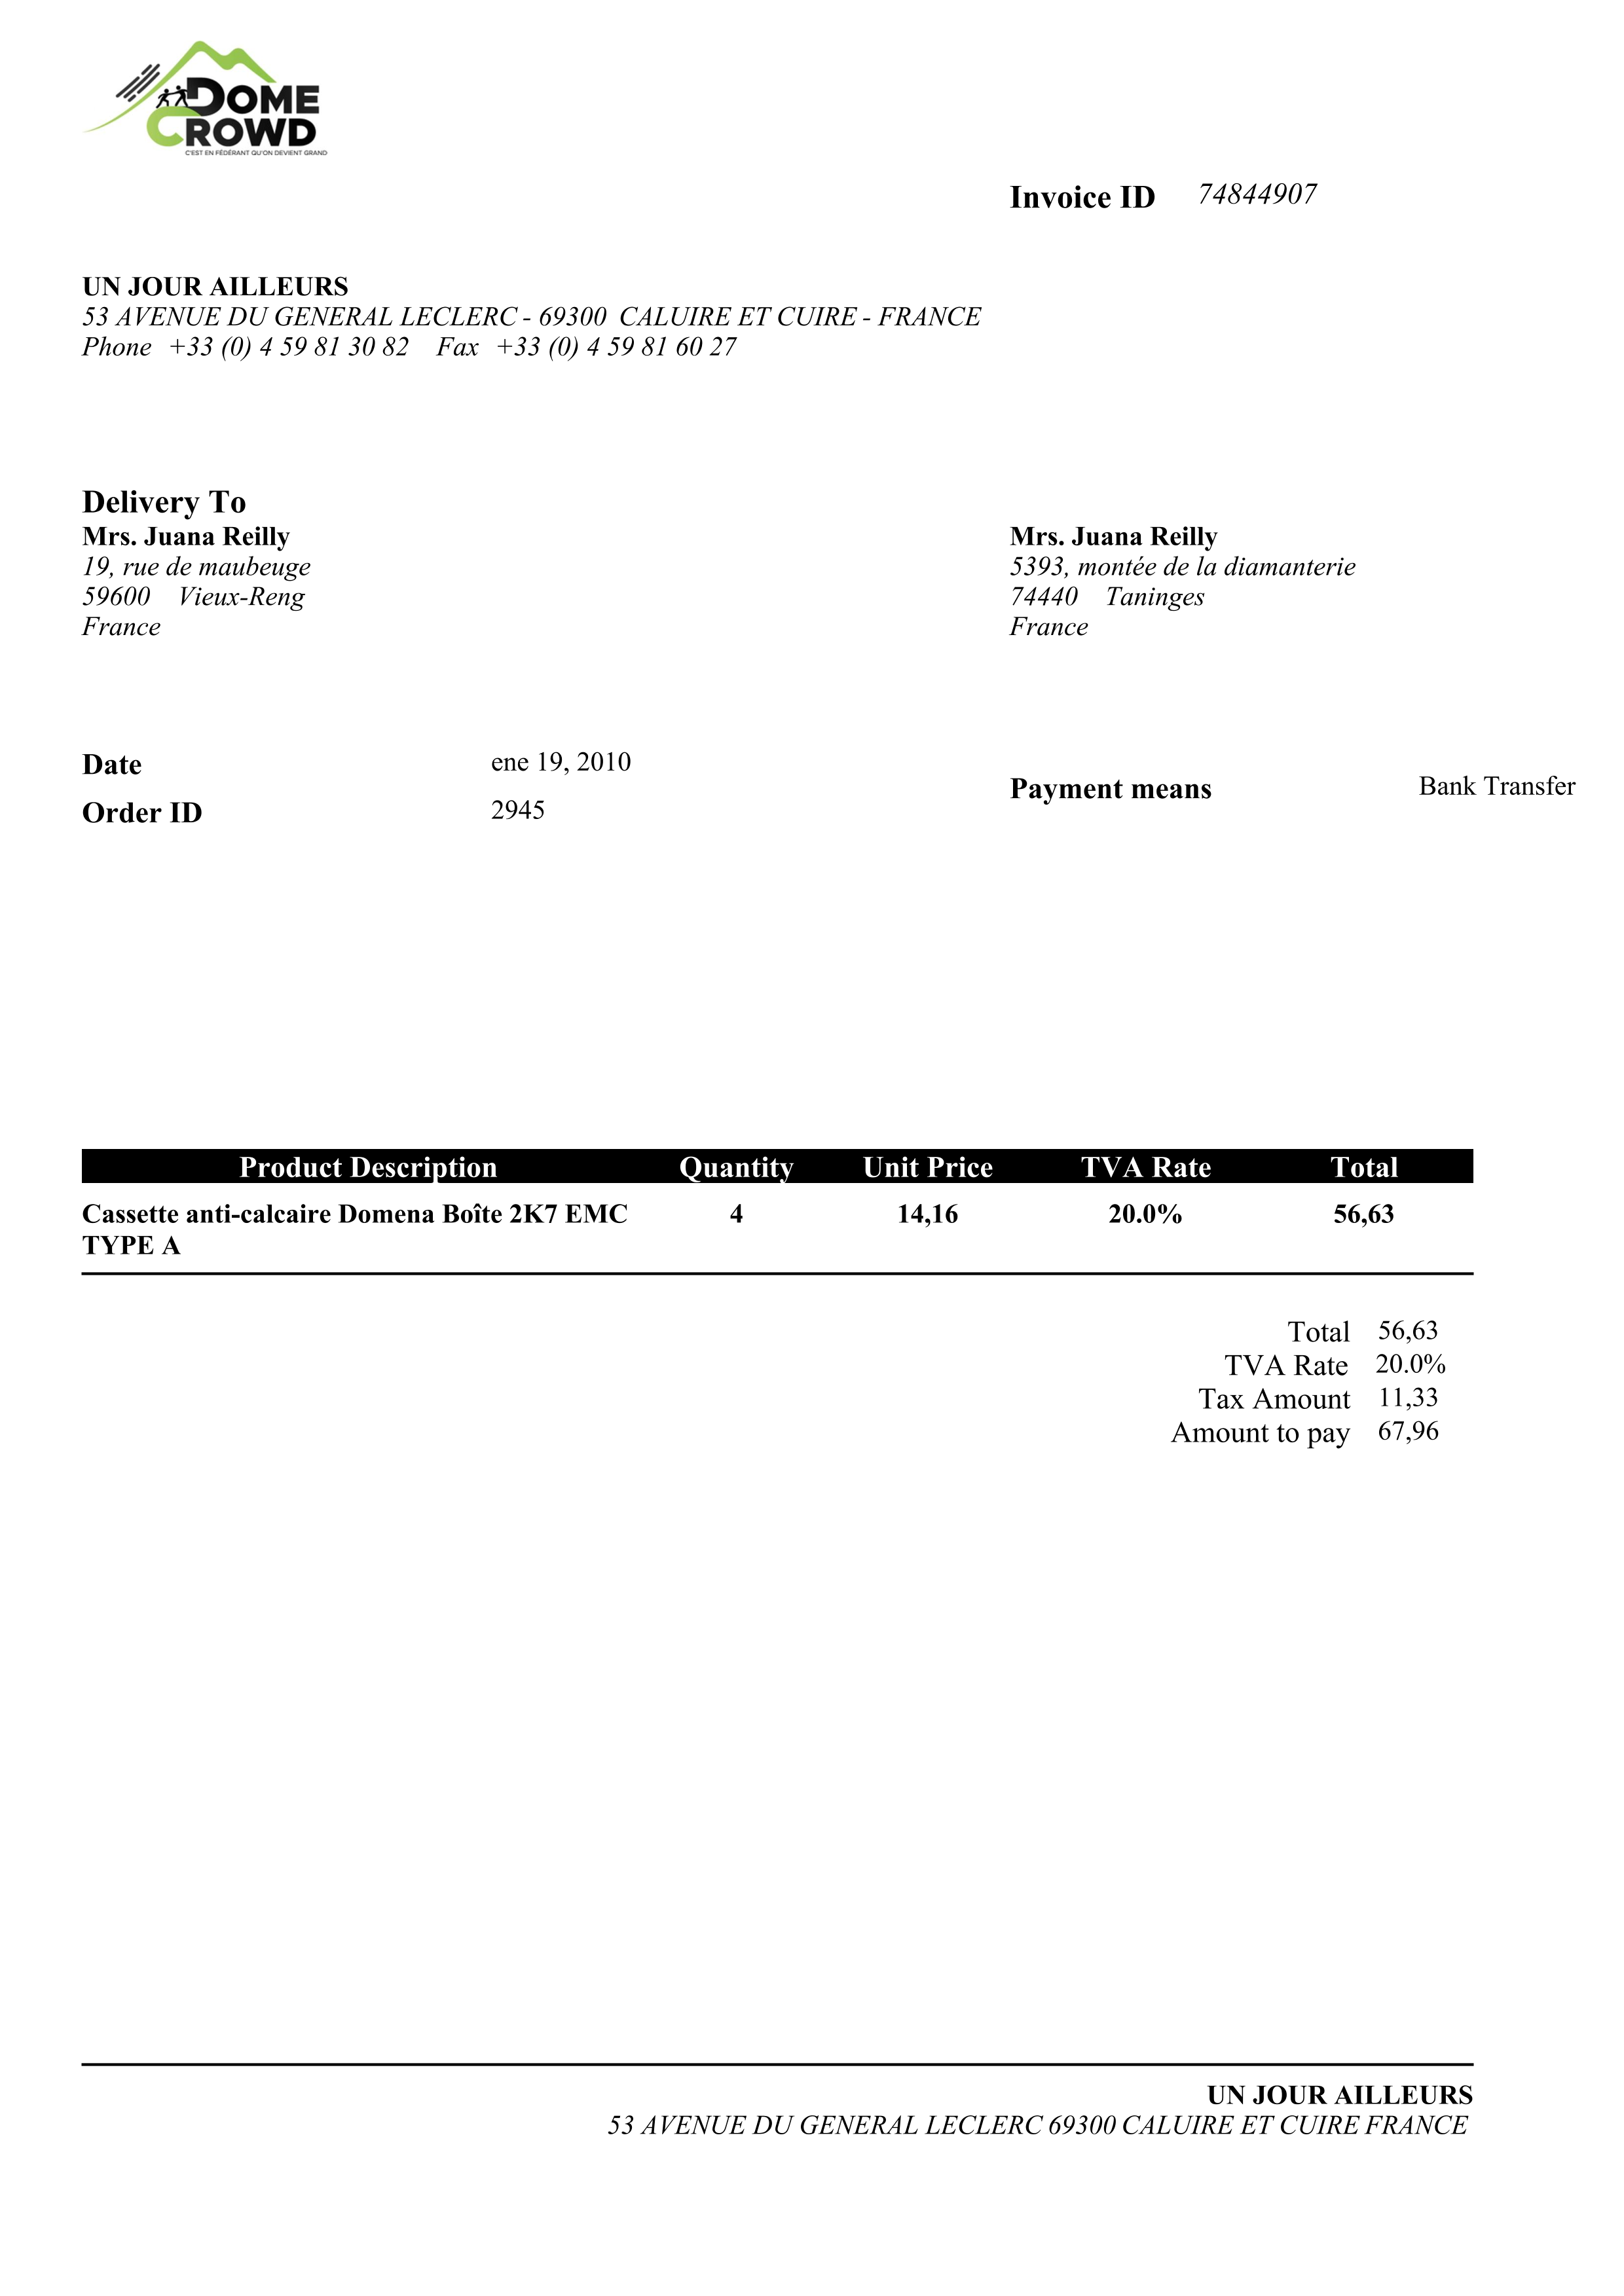 DOME
CROWD
C'EST EN FÉDÉRANT QU'ON DEVIENT GRAND
Invoice ID 74844907
UN JOUR AILLEURS
53 AVENUE DU GENERAL LECLERC - 69300 CALUIRE ET CUIRE - FRANCE
Phone +33 (0) 4 59 81 30 82 Fax +33 (0) 4 59 81 60 27
Delivery To
Mrs. Juana Reilly
19, rue de maubeuge
59600 Vieux-Reng
France
Mrs. Juana Reilly
5393, montée de la diamanterie
74440 Taninges
France
Date ene 19, 2010
Order ID 2945
Payment means Bank Transfer
Product Description Quantity Unit Price TVA Rate Total
Cassette anti-calcaire Domena Boîte 2K7 EMC 4 14,16 20.0% 56,63
TYPE A
Total 56,63
TVA Rate 20.0%
Tax Amount 11,33
Amount to pay 67,96
UN JOUR AILLEURS
53 AVENUE DU GENERAL LECLERC 69300 CALUIRE ET CUIRE FRANCE